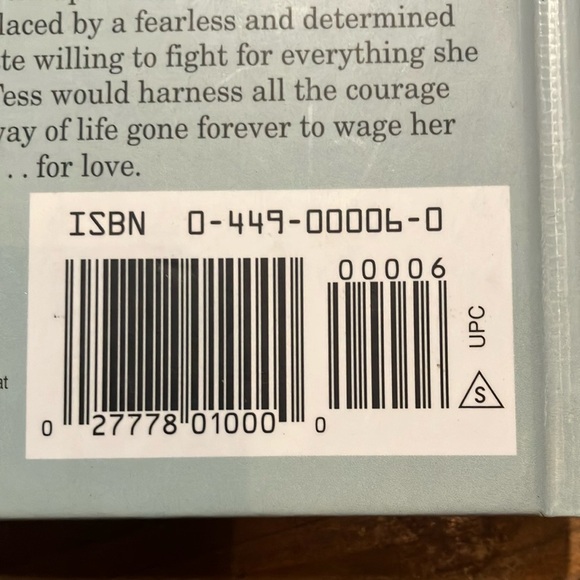 laced by a fearless and determined
te willing to fight for everything she
Tess would harness all the courage
vay of life gone forever to wage her
. . for love.
ISBN 0-449-00006-0
00006
UPC
S
at
0 27778 01000 0